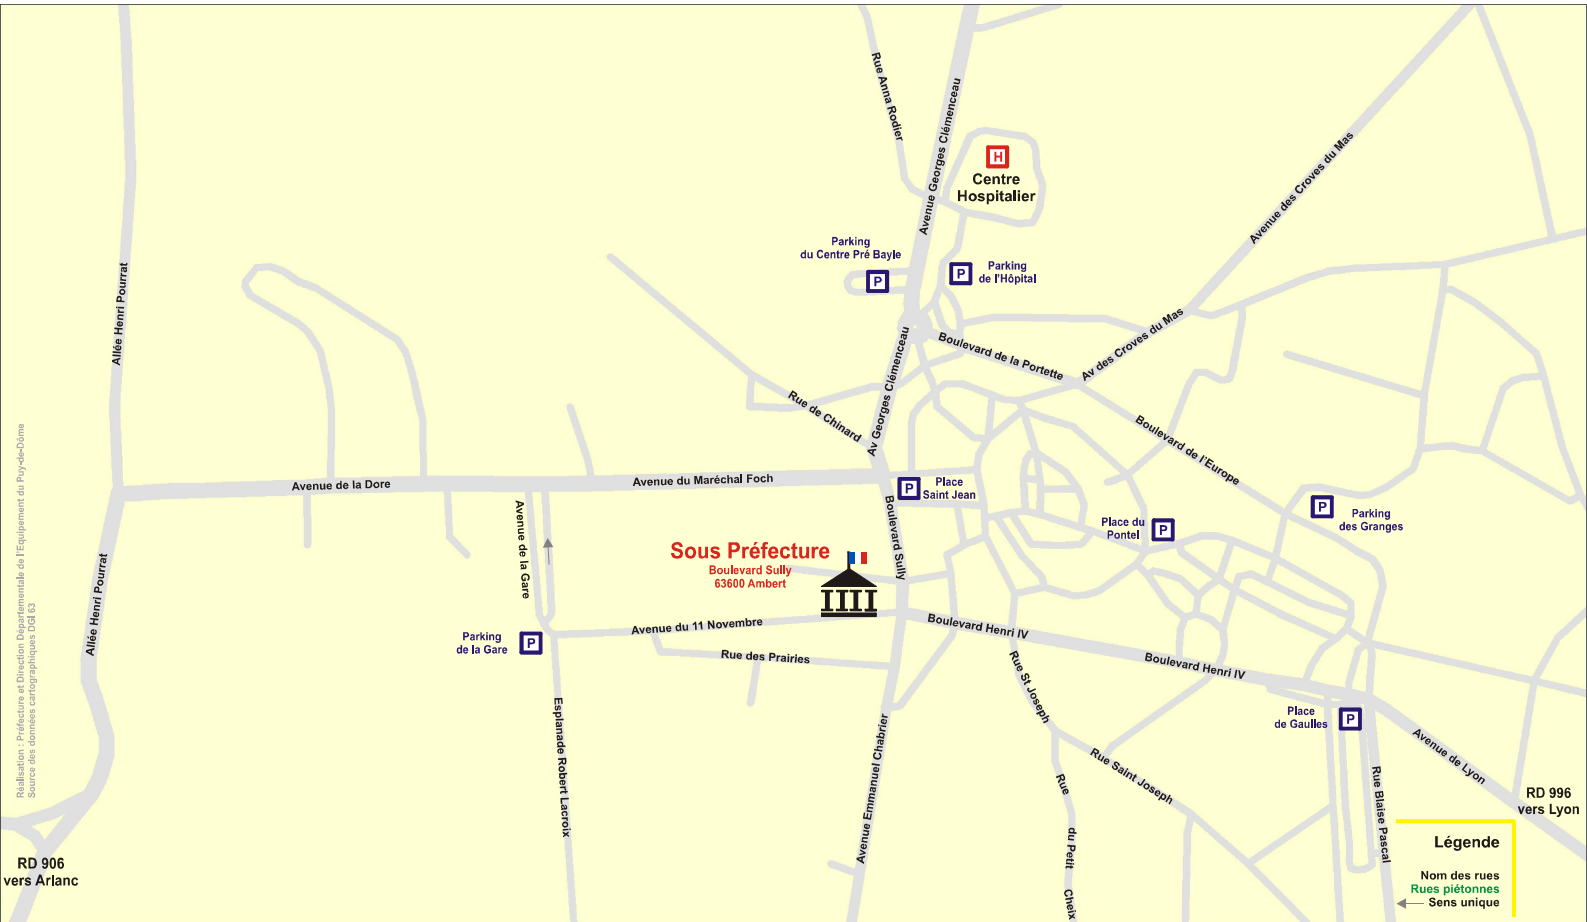 Rue Anna Rodier
Avenue Georges Clémenceau
H
Centre
Hospitalier
Avenue des Croves du Mas
Parking
du Centre Pré Bayle
P
P
Parking
de l'Hôpital
Allée Henri Pourrat
Av Georges Clémenceau
Boulevard de la Portette
Av des Croves du Mas
Rue de Chinard
Boulevard de l'Europe
Avenue de la Dore
Avenue du Maréchal Foch
P
Place
Saint Jean
Avenue de la Gare
Boulevard Sully
Place du
Pontel
P
P
Parking
des Granges
Sous Préfecture
Boulevard Sully
63600 Ambert
Allée Henri Pourrat
Parking
de la Gare
P
Avenue du 11 Novembre
Rue des Prairies
Boulevard Henri IV
Boulevard Henri IV
Rue St Joseph
Esplanade Robert Lacroix
Avenue Emmanuel Chabrier
Rue Saint Joseph
Rue
du Petit
Cheix
Place
de Gaulles
P
Avenue de Lyon
Rue Blaise Pascal
RD 996
vers Lyon
RD 906
vers Arlanc
Réalisation : Préfecture et Direction Départementale de l'Equipement du Puy-de-Dôme
Source des données cartographiques DGI 63
Légende
Nom des rues
Rues piétonnes
Sens unique